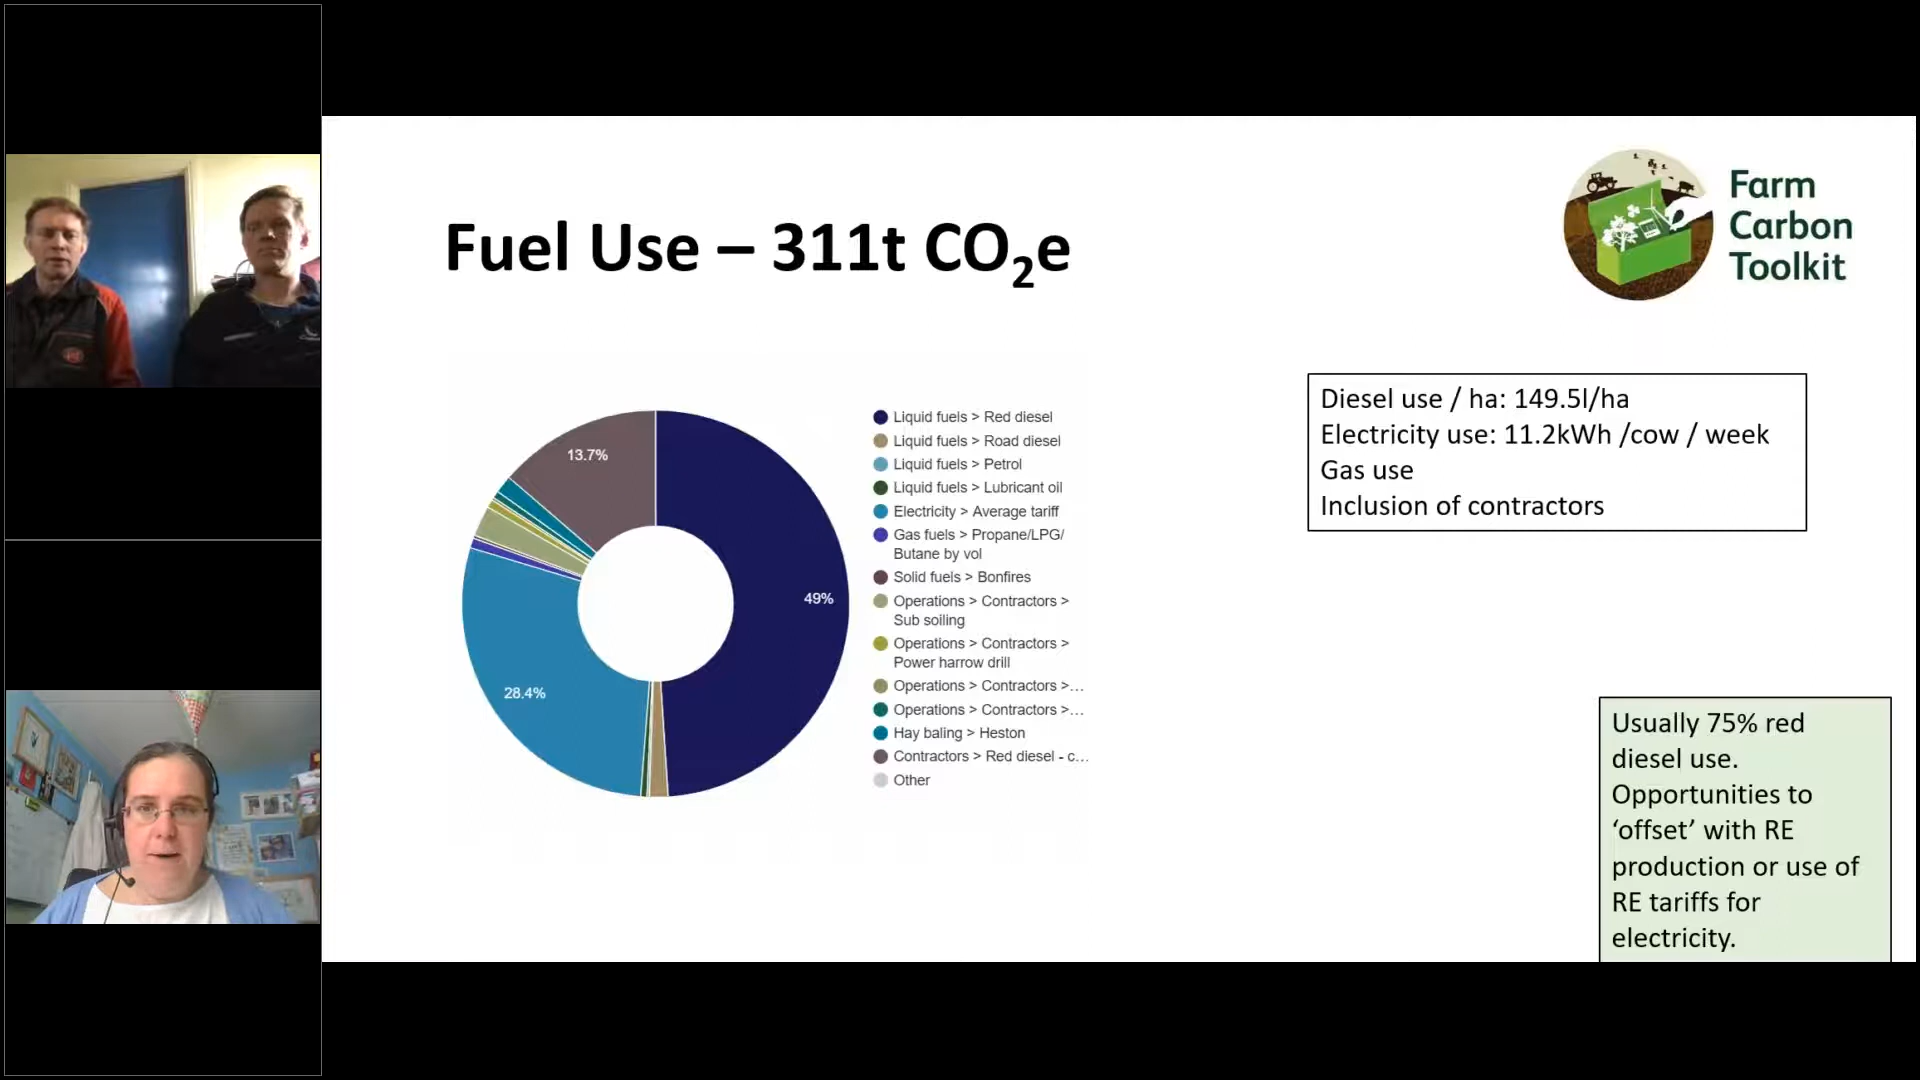 Fuel Use – 311t CO₂e
Farm
Carbon
Toolkit
13.7%
49%
28.4%
Liquid fuels > Red diesel
Liquid fuels > Road diesel
Liquid fuels > Petrol
Liquid fuels > Lubricant oil
Electricity > Average tariff
Gas fuels > Propane/LPG/
Butane by vol
Solid fuels > Bonfires
Operations > Contractors >
Sub soiling
Operations > Contractors >
Power harrow drill
Operations > Contractors >...
Operations > Contractors >...
Hay baling > Heston
Contractors > Red diesel - c...
Other
Diesel use / ha: 149.5l/ha
Electricity use: 11.2kWh /cow / week
Gas use
Inclusion of contractors
Usually 75% red
diesel use.
Opportunities to
‘offset’ with RE
production or use of
RE tariffs for
electricity.